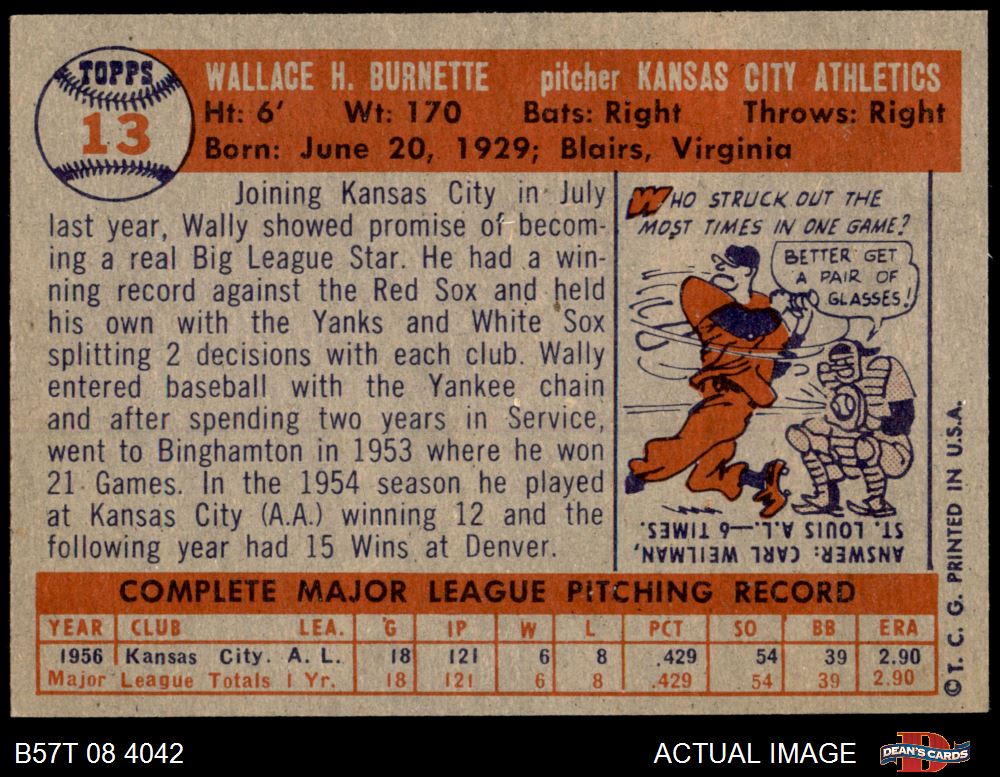 TOPPS
13
WALLACE H. BURNETTE pitcher KANSAS CITY ATHLETICS
Ht: 6' Wt: 170 Bats: Right Throws: Right
Born: June 20, 1929; Blairs, Virginia
Joining Kansas City in July
last year, Wally showed promise of becom-
ing a real Big League Star. He had a win-
ning record against the Red Sox and held
his own with the Yanks and White Sox
splitting 2 decisions with each club. Wally
entered baseball with the Yankee chain
and after spending two years in Service,
went to Binghamton in 1953 where he won
21 Games. In the 1954 season he played
at Kansas City (A.A.) winning 12 and the
following year had 15 Wins at Denver.
WHO STRUCK OUT THE
MOST TIMES IN ONE GAME?
BETTER GET
A PAIR OF
GLASSES!
ANSWER: CARL WEILMAN,
ST. LOUIS A.L.—6 TIMES.
COMPLETE MAJOR LEAGUE PITCHING RECORD
YEAR CLUB LEA. G IP W L PCT SO BB ERA
1956 Kansas City. A. L. 18 121 6 8 .429 54 39 2.90
Major League Totals 1 Yr. 18 121 6 8 .429 54 39 2.90
© T. C. G. PRINTED IN U.S.A.
B57T 08 4042 ACTUAL IMAGE
DEAN'S CARDS